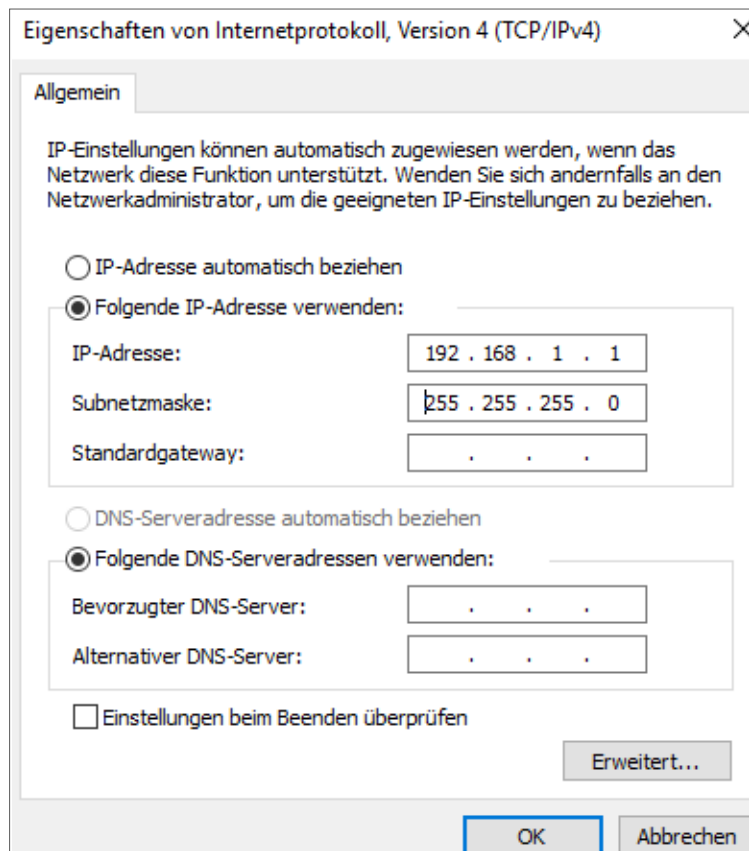 Eigenschaften von Internetprotokoll, Version 4 (TCP/IPv4)
Allgemein
IP-Einstellungen können automatisch zugewiesen werden, wenn das
Netzwerk diese Funktion unterstützt. Wenden Sie sich andernfalls an den
Netzwerkadministrator, um die geeigneten IP-Einstellungen zu beziehen.
IP-Adresse automatisch beziehen
Folgende IP-Adresse verwenden:
IP-Adresse: 192 . 168 . 1 . 1
Subnetzmaske: 255 . 255 . 255 . 0
Standardgateway: . . .
DNS-Serveradresse automatisch beziehen
Folgende DNS-Serveradressen verwenden:
Bevorzugter DNS-Server: . . .
Alternativer DNS-Server: . . .
Einstellungen beim Beenden überprüfen
Erweitert...
OK Abbrechen